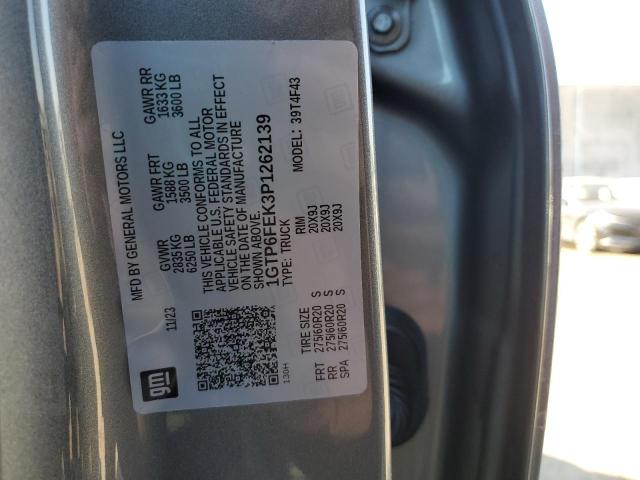 MFD BY GENERAL MOTORS LLC
11/23 GVWR GAWR FRT GAWR RR
2835 KG 1588 KG 1633 KG
6250 LB 3500 LB 3600 LB
THIS VEHICLE CONFORMS TO ALL
APPLICABLE U.S. FEDERAL MOTOR
VEHICLE SAFETY STANDARDS IN EFFECT
ON THE DATE OF MANUFACTURE
SHOWN ABOVE.
1GTP6FEK3P1262139
TYPE: TRUCK MODEL: 39T4F43
gm
130H
TIRE SIZE RIM
FRT 275/60R20 S 20X9J
RR 275/60R20 S 20X9J
SPA 275/60R20 S 20X9J